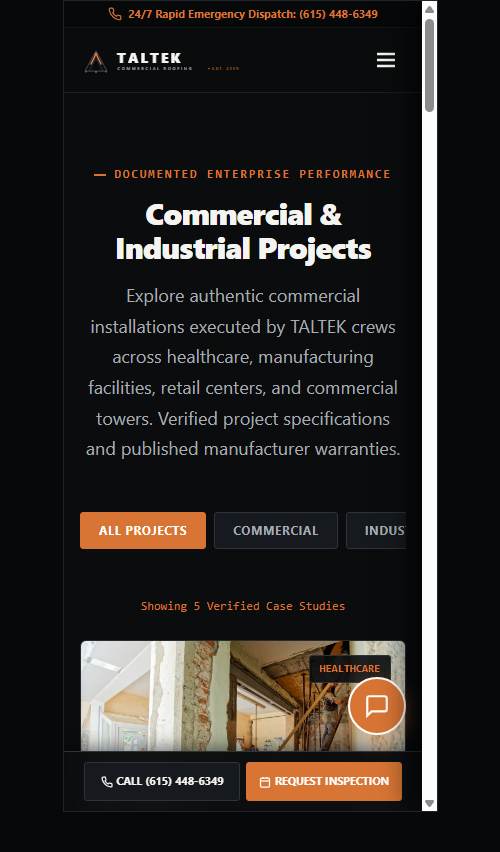 24/7 Rapid Emergency Dispatch: (615) 448-6349
TALTEK
COMMERCIAL ROOFING • EST. 2009
DOCUMENTED ENTERPRISE PERFORMANCE
Commercial &
Industrial Projects
Explore authentic commercial
installations executed by TALTEK crews
across healthcare, manufacturing
facilities, retail centers, and commercial
towers. Verified project specifications
and published manufacturer warranties.
ALL PROJECTS
COMMERCIAL
INDUS
Showing 5 Verified Case Studies
HEALTHCARE
CALL (615) 448-6349
REQUEST INSPECTION